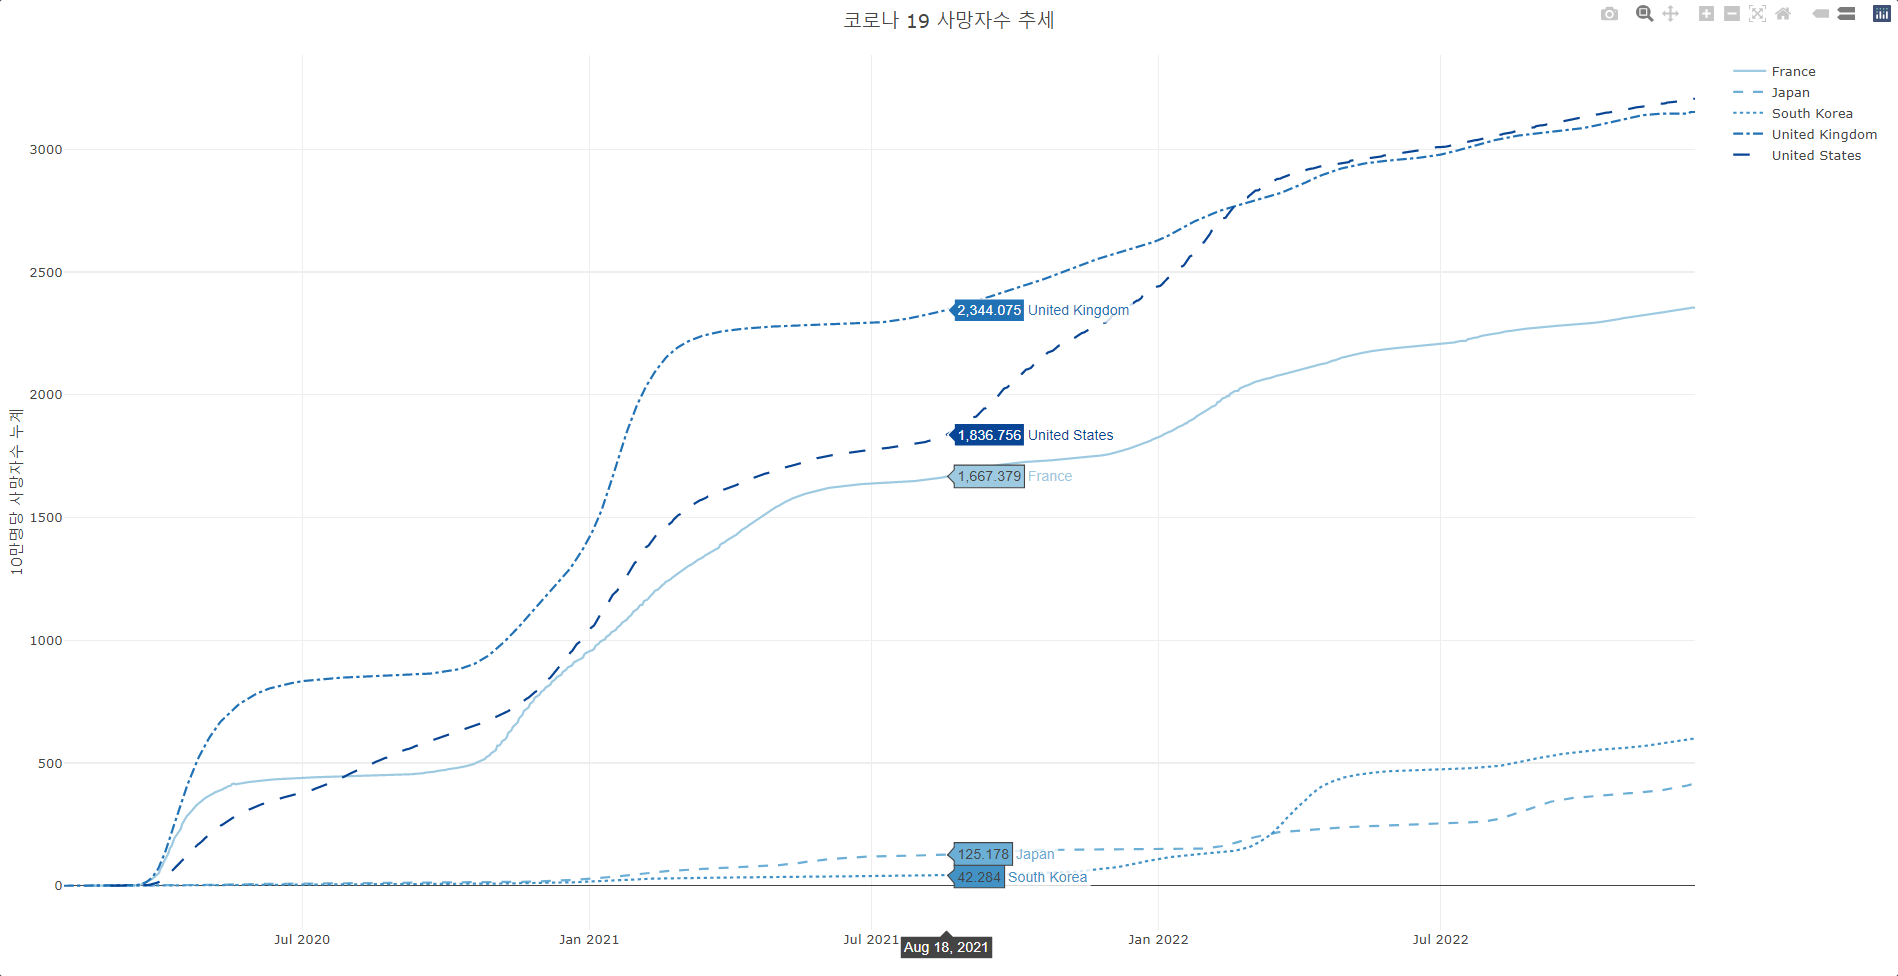 코로나 19 사망자수 추세
France
Japan
South Korea
United Kingdom
United States
10만명당 사망자수 누계
3000
2500
2000
1500
1000
500
0
2,344.075 United Kingdom
1,836.756 United States
1,667.379 France
125.178 Japan
42.284 South Korea
Jul 2020
Jan 2021
Jul 2021
Jan 2022
Jul 2022
Aug 18, 2021